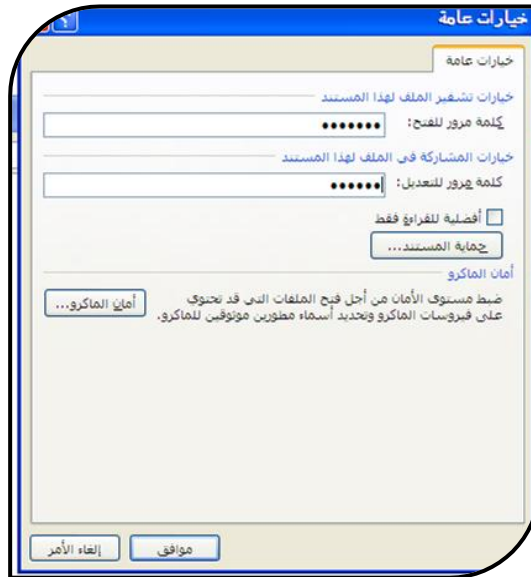 خيارات عامة
خيارات عامة
خيارات تشفير الملف لهذا المستند
كلمة مرور للفتح:
●●●●●●●
خيارات المشاركة في الملف لهذا المستند
كلمة مرور للتعديل:
●●●●●●
أفضلية للقراءة فقط
حماية المستند...
أمان الماكرو
ضبط مستوى الأمان من أجل فتح الملفات التي قد تحتوي
على فيروسات الماكرو وتحديد أسماء مطورين موثوقين للماكرو.
أمان الماكرو...
موافق
إلغاء الأمر